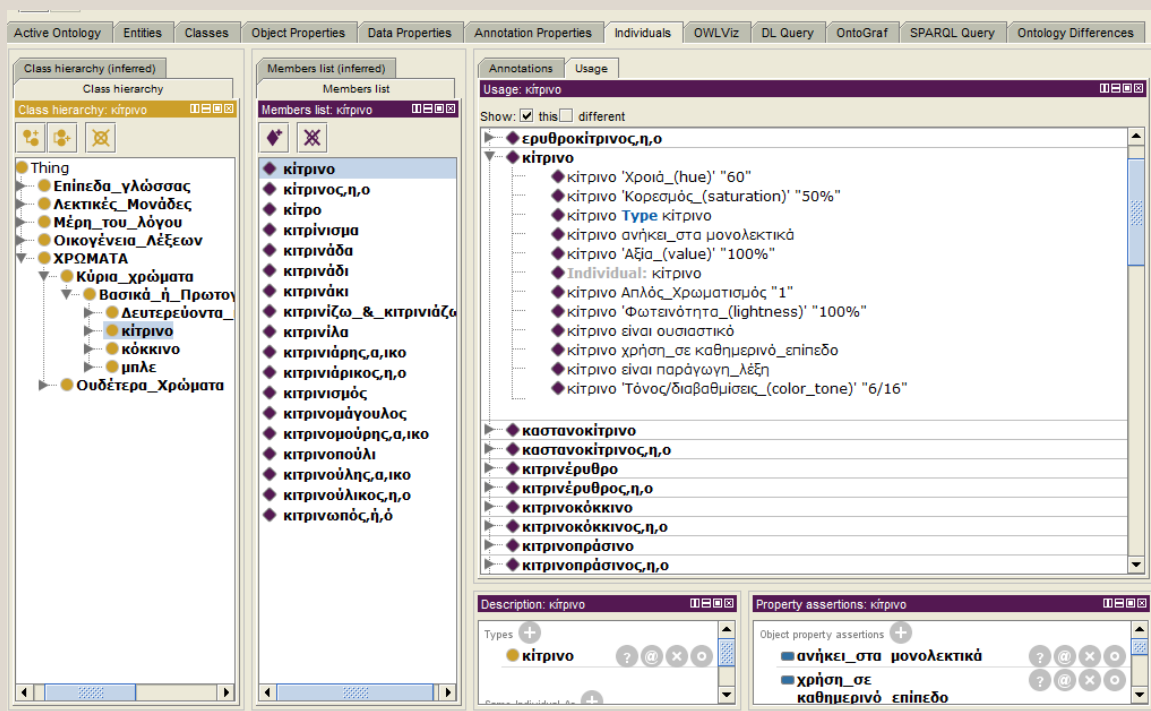 Active Ontology Entities Classes Object Properties Data Properties Annotation Properties Individuals OWLViz DL Query OntoGraf SPARQL Query Ontology Differences
Class hierarchy (inferred)
Class hierarchy
Class hierarchy: κίτρινο
Thing
Επίπεδα_γλώσσας
Λεκτικές_Μονάδες
Μέρη_του_λόγου
Οικογένεια_Λέξεων
ΧΡΩΜΑΤΑ
Κύρια_χρώματα
Βασικά_ή_Πρωτογ
Δευτερεύοντα_
κίτρινο
κόκκινο
μπλε
Ουδέτερα_Χρώματα
Members list (inferred)
Members list
Members list: κίτρινο
κίτρινο
κίτρινος,η,ο
κίτρο
κιτρίνισμα
κιτρινάδα
κιτρινάδι
κιτρινάκι
κιτρινίζω_&_κιτρινιάζω
κιτρινίλα
κιτρινιάρης,α,ικο
κιτρινιάρικος,η,ο
κιτρινισμός
κιτρινομάγουλος
κιτρινομούρης,α,ικο
κιτρινοπούλι
κιτρινούλης,α,ικο
κιτρινούλικος,η,ο
κιτρινωπός,ή,ό
Annotations Usage
Usage: κίτρινο
Show: this different
ερυθροκίτρινος,η,ο
κίτρινο
κίτρινο 'Χροιά_(hue)' "60"
κίτρινο 'Κορεσμός_(saturation)' "50%"
κίτρινο Type κίτρινο
κίτρινο ανήκει_στα μονολεκτικά
κίτρινο 'Αξία_(value)' "100%"
Individual: κίτρινο
κίτρινο Απλός_Χρωματισμός "1"
κίτρινο 'Φωτεινότητα_(lightness)' "100%"
κίτρινο είναι ουσιαστικό
κίτρινο χρήση_σε καθημερινό_επίπεδο
κίτρινο είναι παράγωγη_λέξη
κίτρινο 'Τόνος/διαβαθμίσεις_(color_tone)' "6/16"
καστανοκίτρινο
καστανοκίτρινος,η,ο
κιτρινέρυθρο
κιτρινέρυθρος,η,ο
κιτρινοκόκκινο
κιτρινοκόκκινος,η,ο
κιτρινοπράσινο
κιτρινοπράσινος,η,ο
Description: κίτρινο
Types
κίτρινο
Same Individual As
Property assertions: κίτρινο
Object property assertions
ανήκει_στα μονολεκτικά
χρήση_σε
καθημερινό_επίπεδο